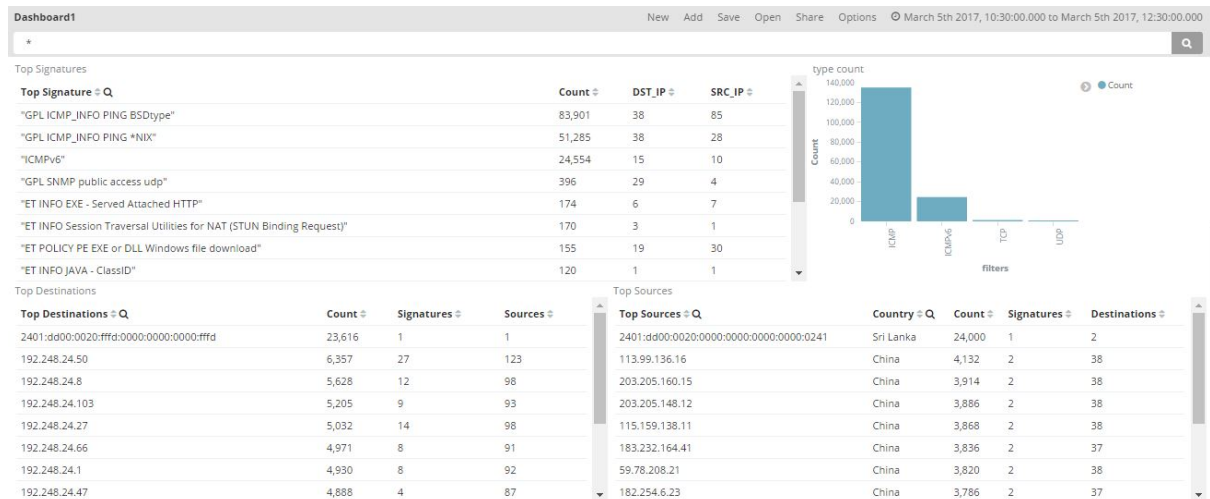 Dashboard1 New Add Save Open Share Options March 5th 2017, 10:30:00.000 to March 5th 2017, 12:30:00.000
*
Top Signatures
Top Signature Count DST_IP SRC_IP
"GPL ICMP_INFO PING BSDtype" 83,901 38 85
"GPL ICMP_INFO PING *NIX" 51,285 38 28
"ICMPv6" 24,554 15 10
"GPL SNMP public access udp" 396 29 4
"ET INFO EXE - Served Attached HTTP" 174 6 7
"ET INFO Session Traversal Utilities for NAT (STUN Binding Request)" 170 3 1
"ET POLICY PE EXE or DLL Windows file download" 155 19 30
"ET INFO JAVA - ClassID" 120 1 1
type count
Count
140,000
120,000
100,000
80,000
60,000
40,000
20,000
0
Count
ICMP
ICMPv6
TCP
UDP
filters
Top Destinations
Top Destinations Count Signatures Sources
2401:dd00:0020:fffd:0000:0000:0000:fffd 23,616 1 1
192.248.24.50 6,357 27 123
192.248.24.8 5,628 12 98
192.248.24.103 5,205 9 93
192.248.24.27 5,032 14 98
192.248.24.66 4,971 8 91
192.248.24.1 4,930 8 92
192.248.24.47 4,888 4 87
Top Sources
Top Sources Country Count Signatures Destinations
2401:dd00:0020:0000:0000:0000:0000:0241 Sri Lanka 24,000 1 2
113.99.136.16 China 4,132 2 38
203.205.160.15 China 3,914 2 38
203.205.148.12 China 3,886 2 38
115.159.138.11 China 3,868 2 38
183.232.164.41 China 3,836 2 37
59.78.208.21 China 3,820 2 38
182.254.6.23 China 3,786 2 37